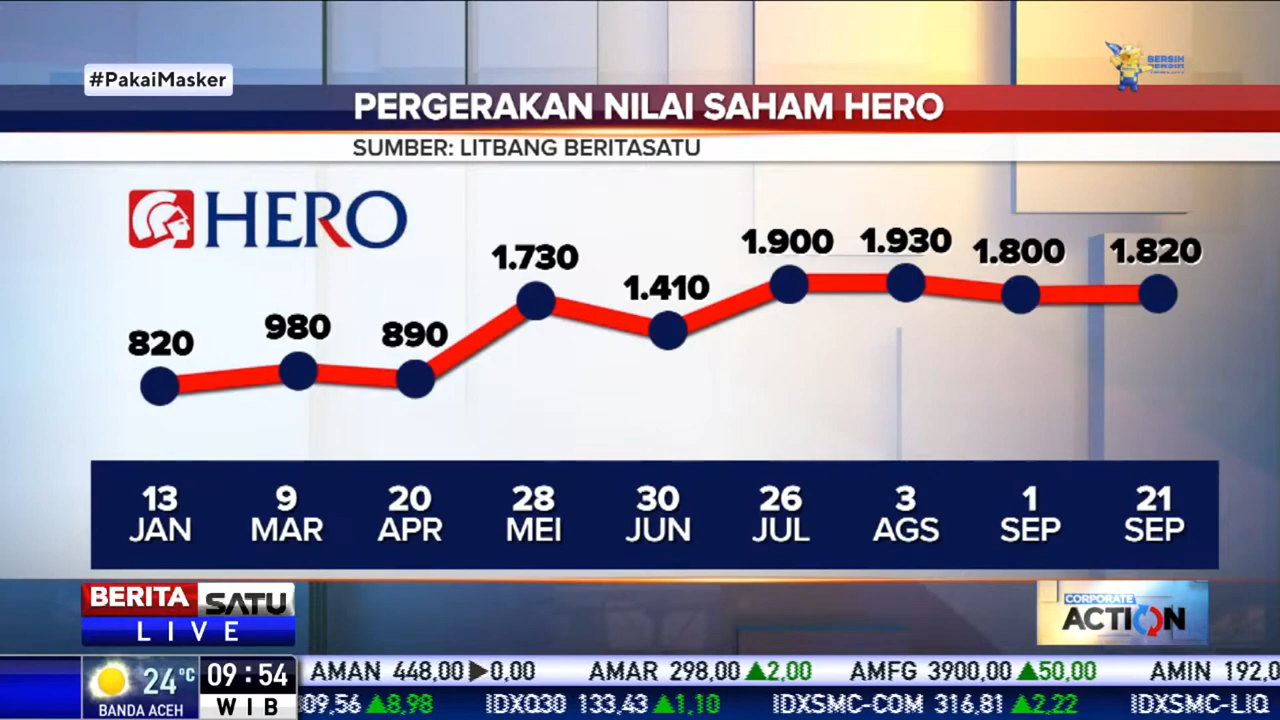 #PakaiMasker
BERSIH
PERGERAKAN NILAI SAHAM HERO
SUMBER: LITBANG BERITASATU
HERO
820
980
890
1.730
1.410
1.900
1.930
1.800
1.820
13 JAN
9 MAR
20 APR
28 MEI
30 JUN
26 JUL
3 AGS
1 SEP
21 SEP
BERITA SATU
LIVE
CORPORATE
ACTION
24°C
BANDA ACEH
09:54
WIB
AMAN 448,00 ▶0,00 AMAR 298,00 ▲2,00 AMFG 3900,00 ▲50,00 AMIN 192,0
09,56 ▲8,98 IDXQ30 133,43 ▲1,10 IDXSMC-COM 316,81 ▲2,22 IDXSMC-LIQ